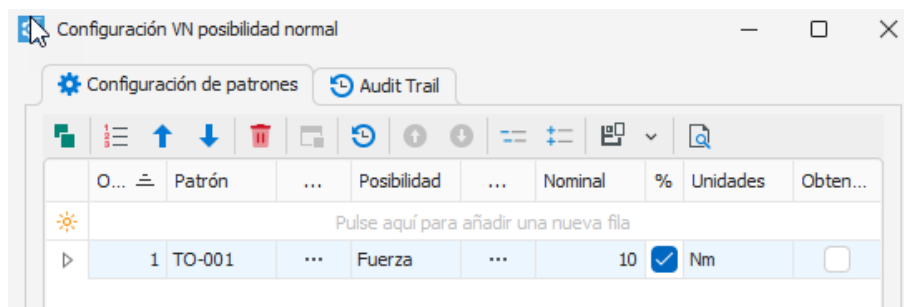 Configuración VN posibilidad normal
Configuración de patrones Audit Trail
O... Patrón ... Posibilidad ... Nominal % Unidades Obten...
Pulse aquí para añadir una nueva fila
1 TO-001 ... Fuerza ... 10 Nm